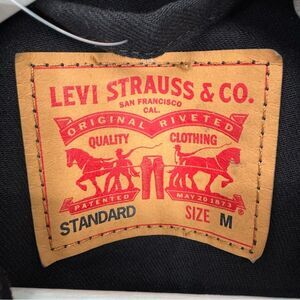 LEVI STRAUSS & CO.
SAN FRANCISCO
CAL.
ORIGINAL RIVETED
QUALITY CLOTHING
PATENTED MAY 20 1873
STANDARD SIZE M